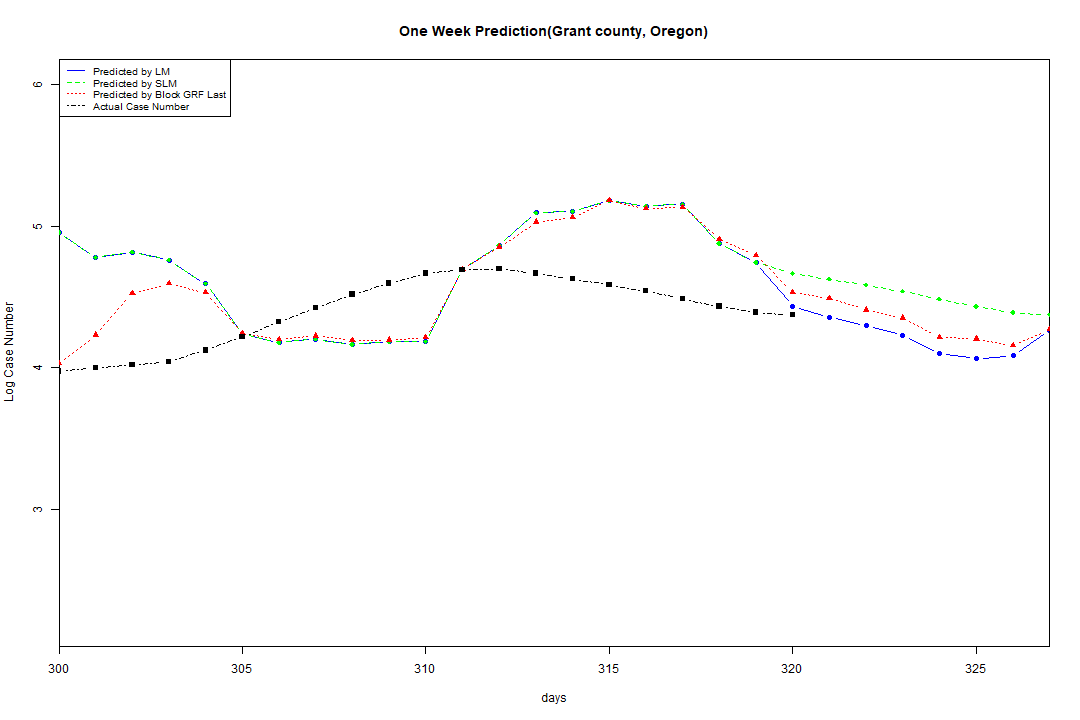 One Week Prediction(Grant county, Oregon)
Predicted by LM
Predicted by SLM
Predicted by Block GRF Last
Actual Case Number
6
5
4
3
Log Case Number
300 305 310 315 320 325
days